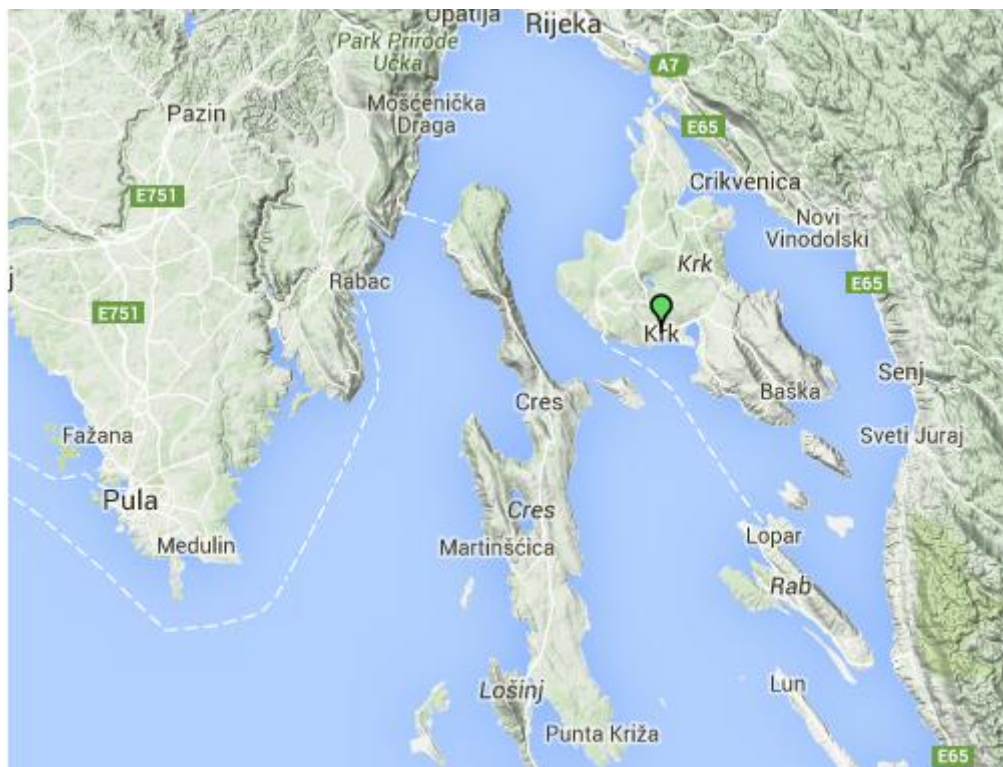 Opatija
Rijeka
Park Prirode
Učka
A7
Mošćenička
Draga
Pazin
E65
E751
Crikvenica
Novi
Vinodolski
Krk
Rabac
E65
j
E751
Krk
Senj
Baška
Cres
Fažana
Sveti Juraj
Pula
Cres
Lopar
Medulin
Martinšćica
Rab
Lošinj
Lun
Punta Križa
E65